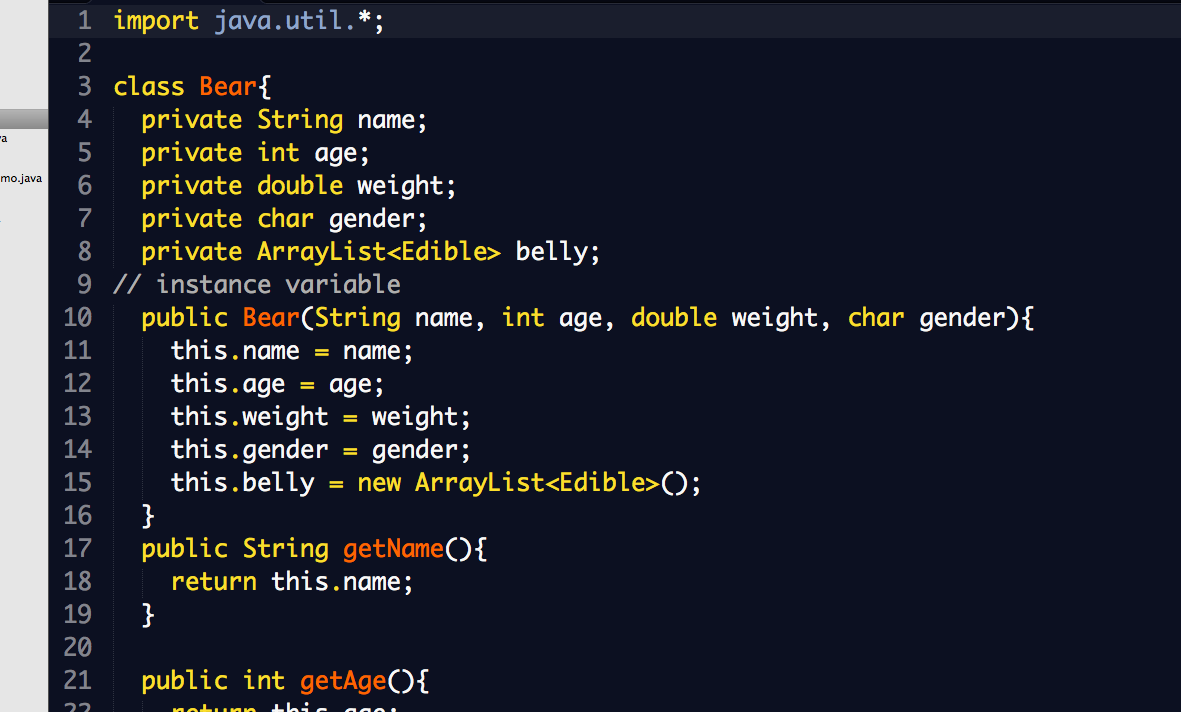 1 import java.util.*;
2
3 class Bear{
4 private String name;
va
5 private int age;
6 private double weight;
mo.java
7 private char gender;
8 private ArrayList<Edible> belly;
9 // instance variable
10 public Bear(String name, int age, double weight, char gender){
11 this.name = name;
12 this.age = age;
13 this.weight = weight;
14 this.gender = gender;
15 this.belly = new ArrayList<Edible>();
16 }
17 public String getName(){
18 return this.name;
19 }
20
21 public int getAge(){
22 return this.age;